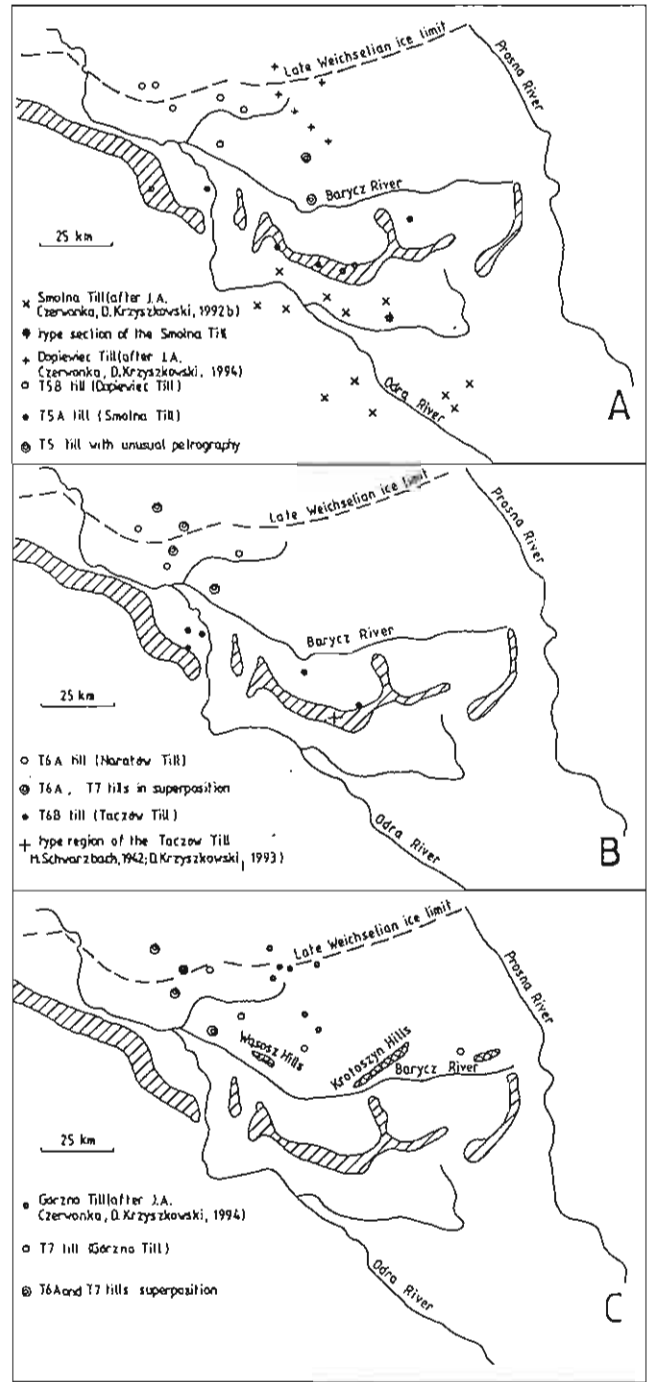 Late Weichselian ice limit
Prosna River
Barycz River
25 km
Smolna Till (after J.A.
Czerwonka, D. Krzyszkowski, 1992b)
type section of the Smolna Till
Dopiewiec Till (after J.A.
Czerwonka, D. Krzyszkowski, 1994)
T5B till (Dopiewiec Till)
T5A till (Smolna Till)
T5 till with unusual petrography
Odra River
A
Late Weichselian ice limit
Prosna River
Barycz River
25 km
T6A till (Naratów Till)
T6A, T7 tills in superposition
T6B till (Taczów Till)
type region of the Taczow Till
M. Schwarzbach, 1942; D. Krzyszkowski, 1993)
Odra River
B
Late Weichselian ice limit
Prosna River
Wąsosz Hills
Krotoszyn Hills
Barycz River
25 km
Górzno Till (after J.A.
Czerwonka, D. Krzyszkowski, 1994)
T7 till (Górzno Till)
T6A and T7 tills superposition
Odra River
C